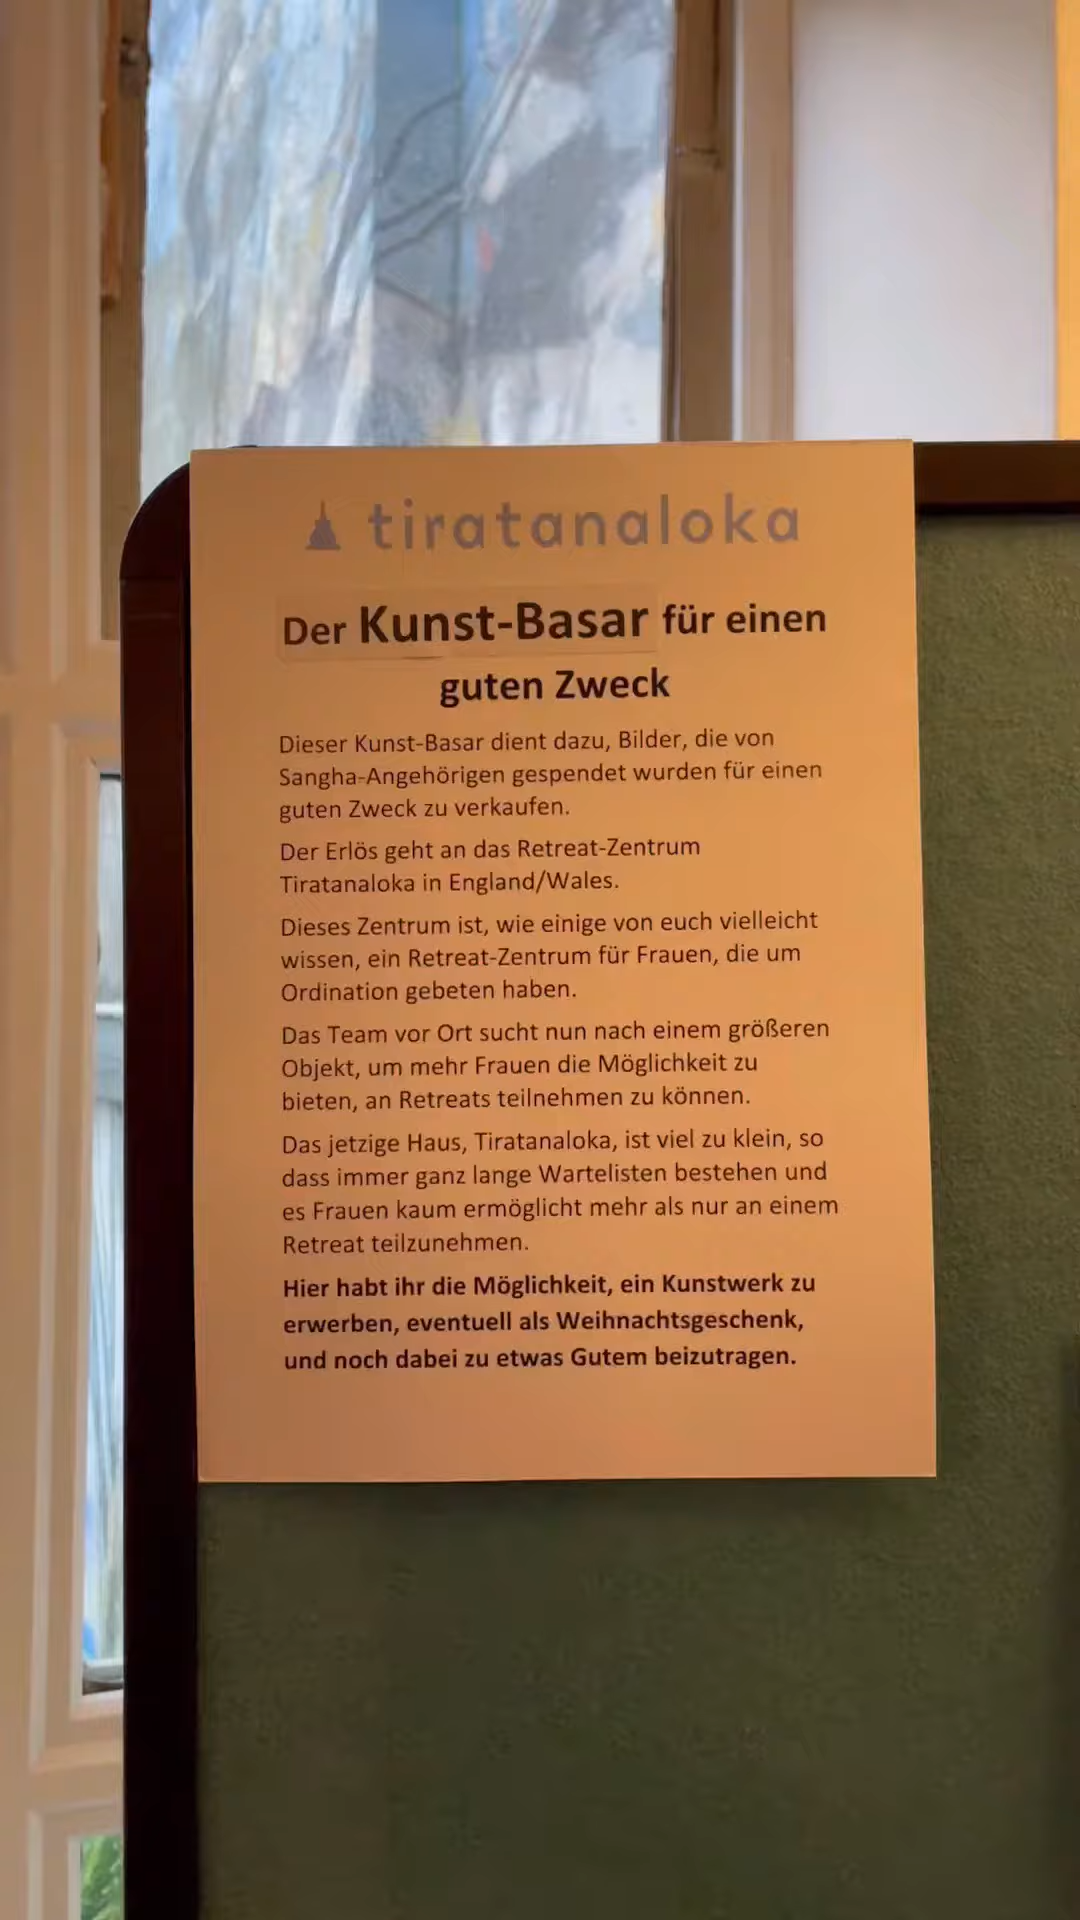 tiratanaloka
Der Kunst-Basar für einen
guten Zweck
Dieser Kunst-Basar dient dazu, Bilder, die von
Sangha-Angehörigen gespendet wurden für einen
guten Zweck zu verkaufen.
Der Erlös geht an das Retreat-Zentrum
Tiratanaloka in England/Wales.
Dieses Zentrum ist, wie einige von euch vielleicht
wissen, ein Retreat-Zentrum für Frauen, die um
Ordination gebeten haben.
Das Team vor Ort sucht nun nach einem größeren
Objekt, um mehr Frauen die Möglichkeit zu
bieten, an Retreats teilnehmen zu können.
Das jetzige Haus, Tiratanaloka, ist viel zu klein, so
dass immer ganz lange Wartelisten bestehen und
es Frauen kaum ermöglicht mehr als nur an einem
Retreat teilzunehmen.
Hier habt ihr die Möglichkeit, ein Kunstwerk zu
erwerben, eventuell als Weihnachtsgeschenk,
und noch dabei zu etwas Gutem beizutragen.